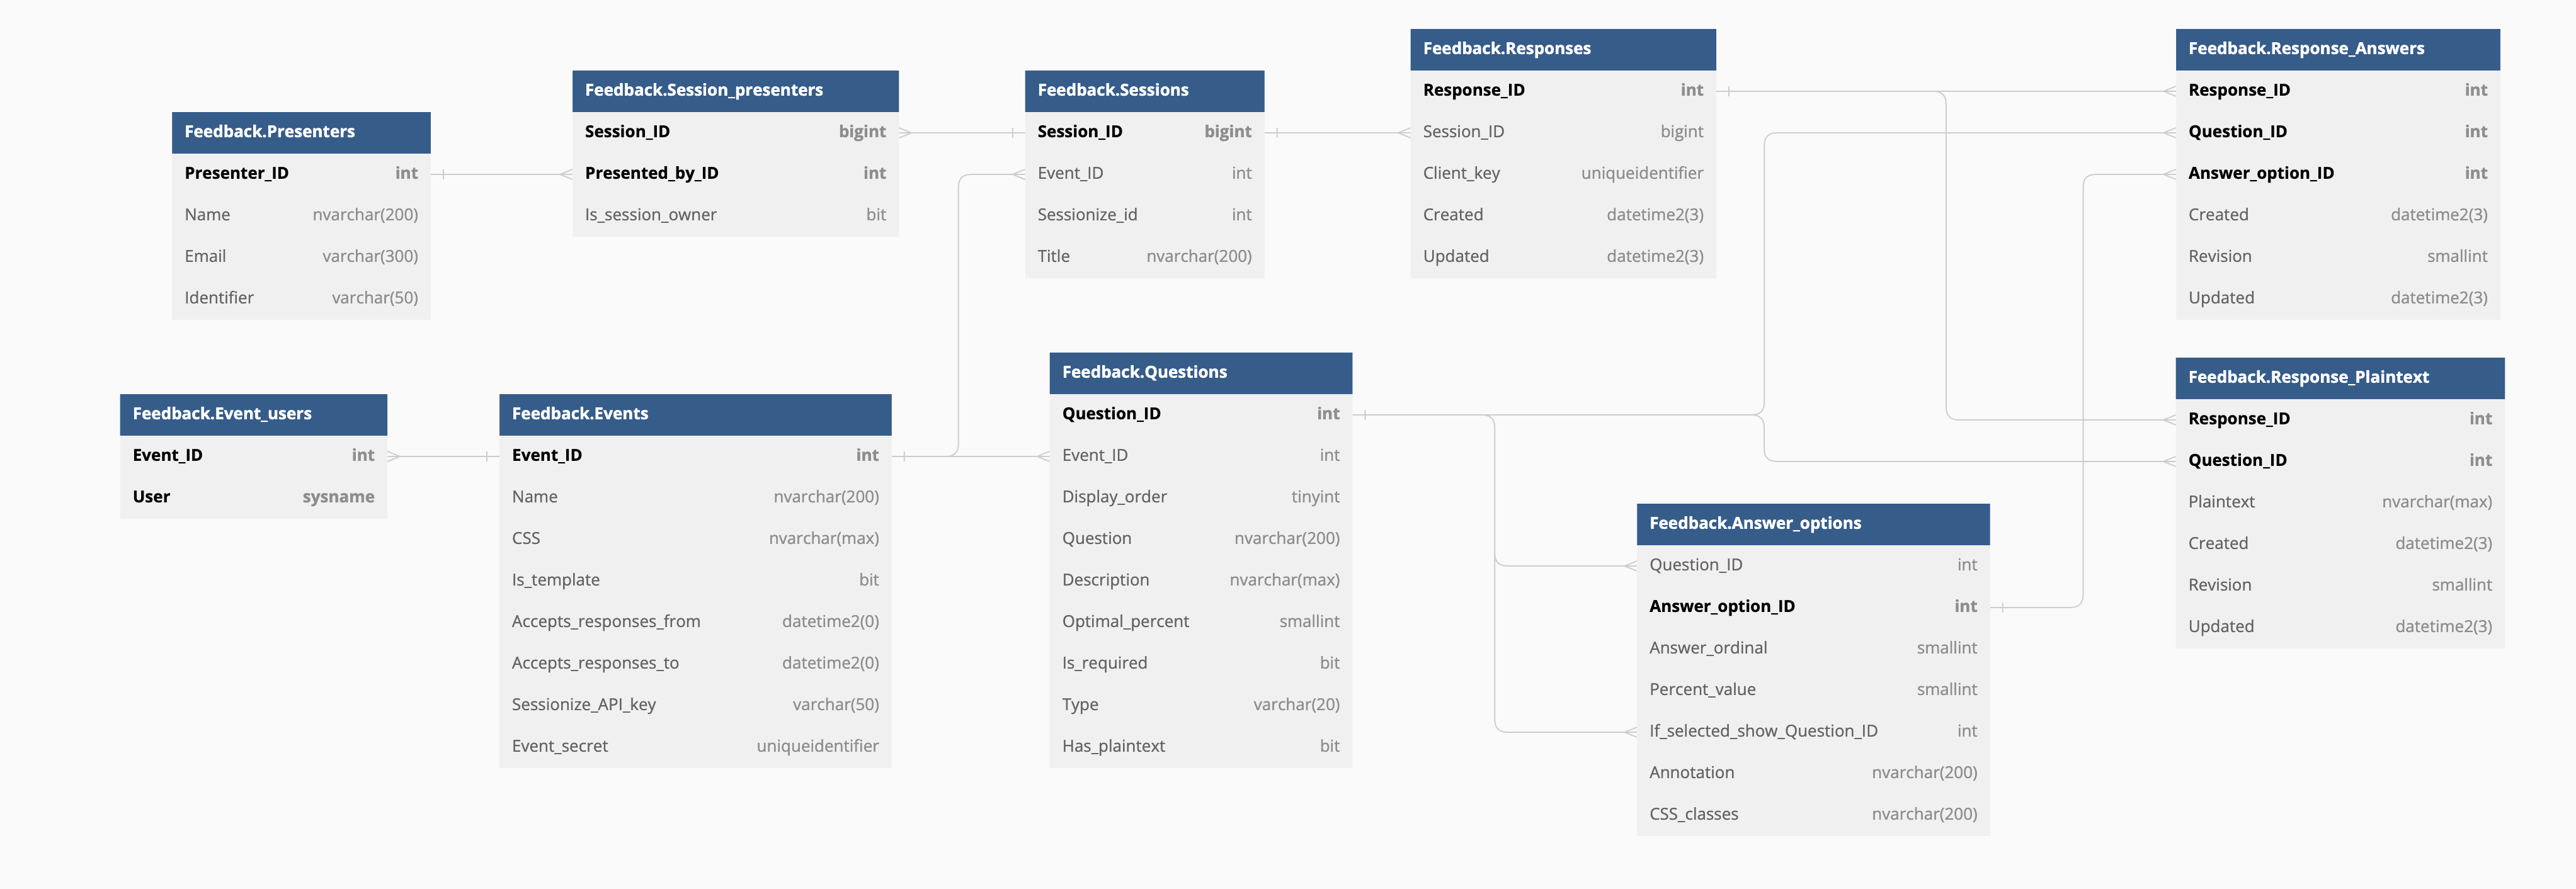 Feedback.Presenters
Presenter_ID int
Name nvarchar(200)
Email varchar(300)
Identifier varchar(50)
Feedback.Session_presenters
Session_ID bigint
Presented_by_ID int
Is_session_owner bit
Feedback.Sessions
Session_ID bigint
Event_ID int
Sessionize_id int
Title nvarchar(200)
Feedback.Responses
Response_ID int
Session_ID bigint
Client_key uniqueidentifier
Created datetime2(3)
Updated datetime2(3)
Feedback.Response_Answers
Response_ID int
Question_ID int
Answer_option_ID int
Created datetime2(3)
Revision smallint
Updated datetime2(3)
Feedback.Event_users
Event_ID int
User sysname
Feedback.Events
Event_ID int
Name nvarchar(200)
CSS nvarchar(max)
Is_template bit
Accepts_responses_from datetime2(0)
Accepts_responses_to datetime2(0)
Sessionize_API_key varchar(50)
Event_secret uniqueidentifier
Feedback.Questions
Question_ID int
Event_ID int
Display_order tinyint
Question nvarchar(200)
Description nvarchar(max)
Optimal_percent smallint
Is_required bit
Type varchar(20)
Has_plaintext bit
Feedback.Answer_options
Question_ID int
Answer_option_ID int
Answer_ordinal smallint
Percent_value smallint
If_selected_show_Question_ID int
Annotation nvarchar(200)
CSS_classes nvarchar(200)
Feedback.Response_Plaintext
Response_ID int
Question_ID int
Plaintext nvarchar(max)
Created datetime2(3)
Revision smallint
Updated datetime2(3)